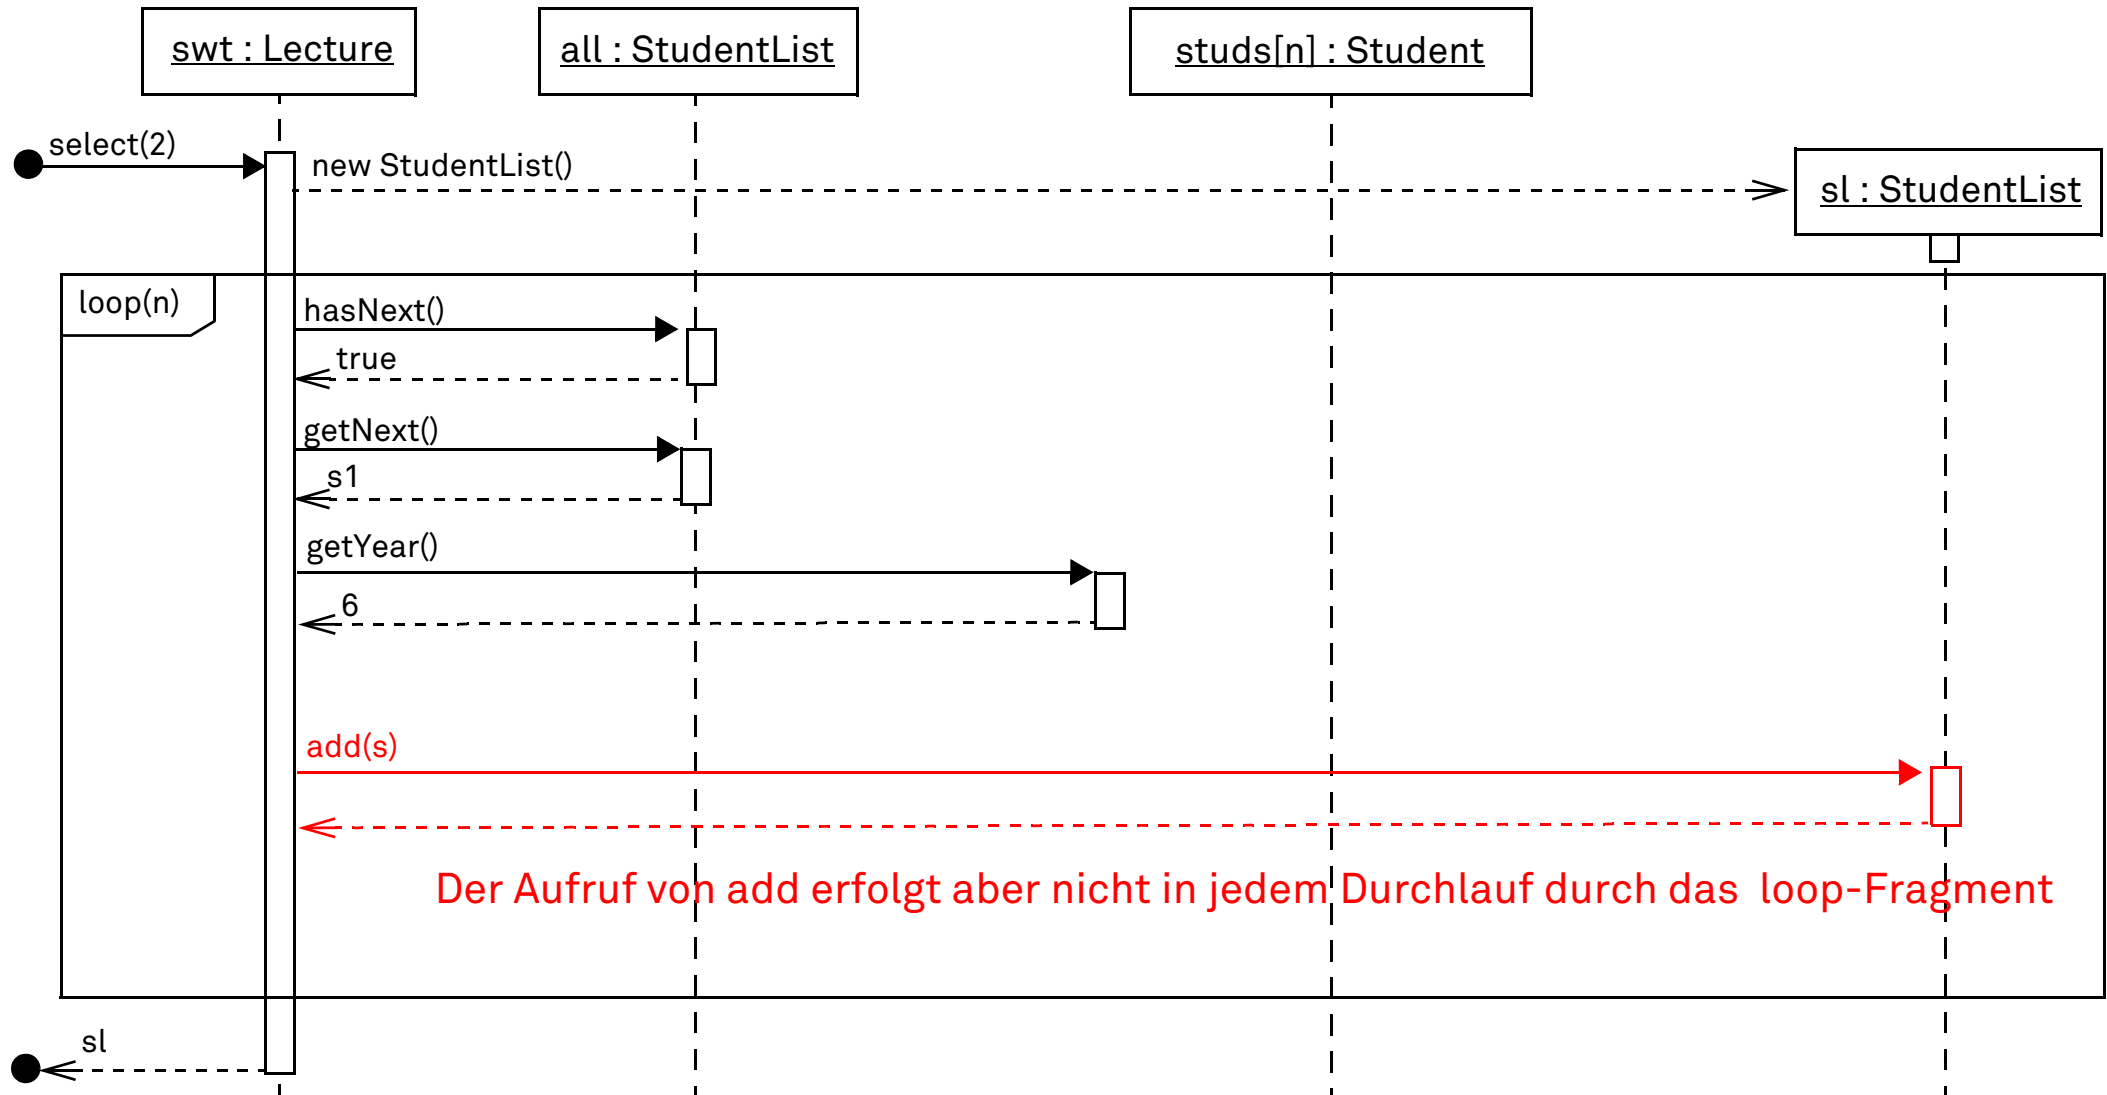 swt : Lecture
all : StudentList
studs[n] : Student
select(2)
new StudentList()
sl : StudentList
loop(n)
hasNext()
true
getNext()
s1
getYear()
6
add(s)
Der Aufruf von add erfolgt aber nicht in jedem Durchlauf durch das loop-Fragment
sl